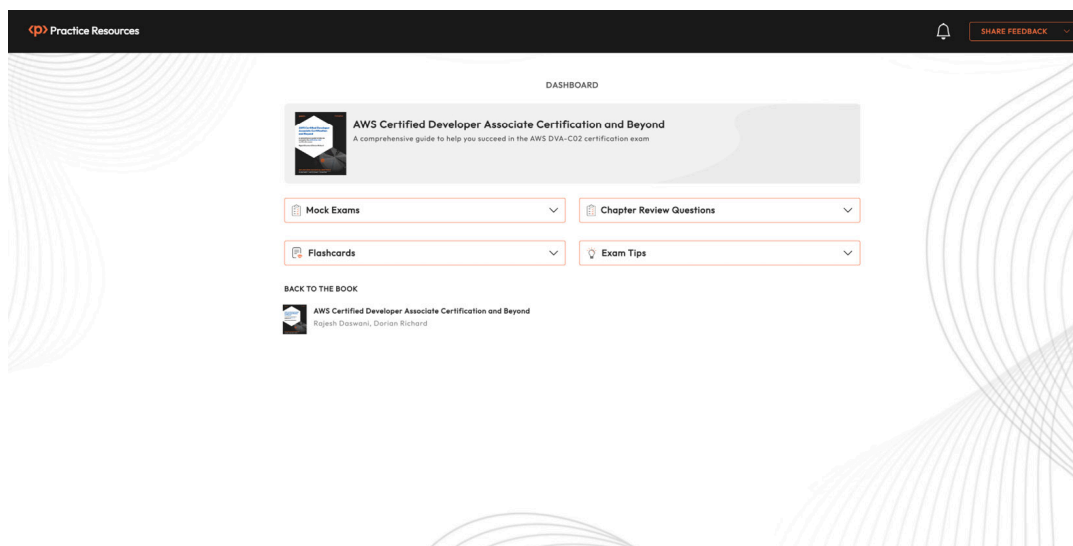 <p> Practice Resources
SHARE FEEDBACK
DASHBOARD
AWS Certified Developer Associate Certification and Beyond
A comprehensive guide to help you succeed in the AWS DVA-C02 certification exam
Mock Exams
Chapter Review Questions
Flashcards
Exam Tips
BACK TO THE BOOK
AWS Certified Developer Associate Certification and Beyond
Rajesh Daswani, Dorian Richard